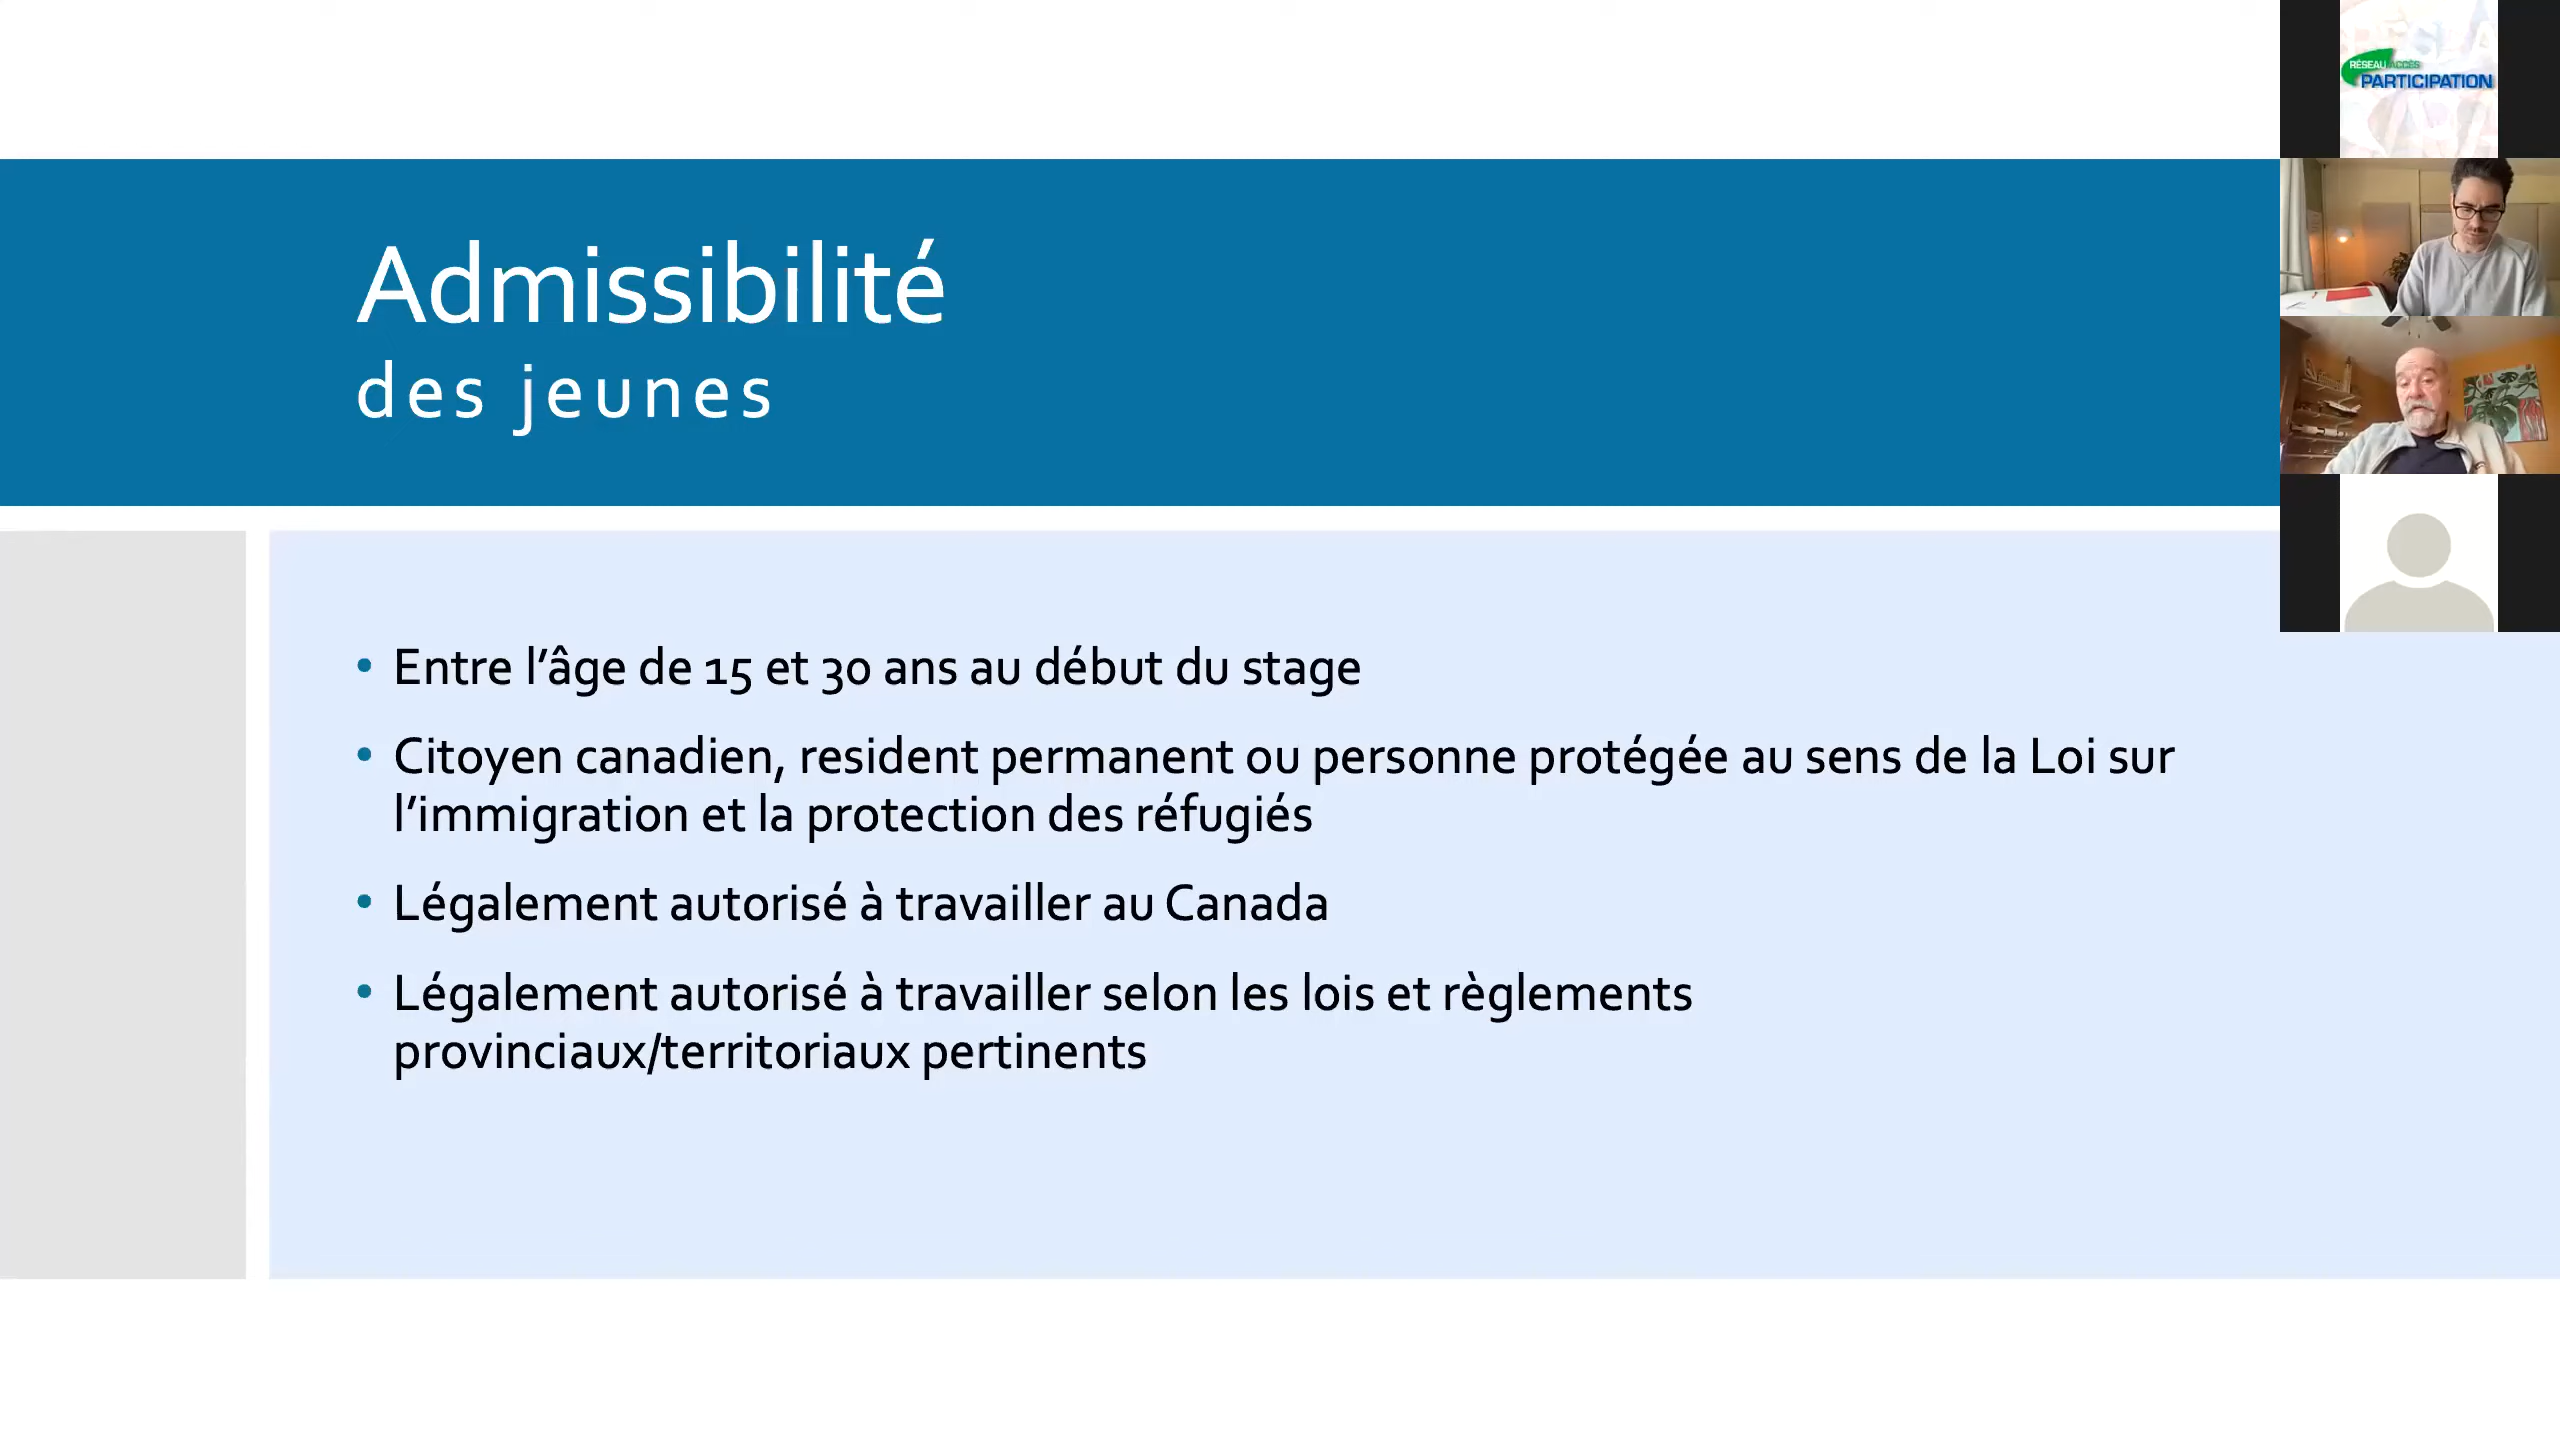 Admissibilité
des jeunes
• Entre l’âge de 15 et 30 ans au début du stage
• Citoyen canadien, resident permanent ou personne protégée au sens de la Loi sur
l’immigration et la protection des réfugiés
• Légalement autorisé à travailler au Canada
• Légalement autorisé à travailler selon les lois et règlements
provinciaux/territoriaux pertinents
RÉSEAU ACCÈS
PARTICIPATION